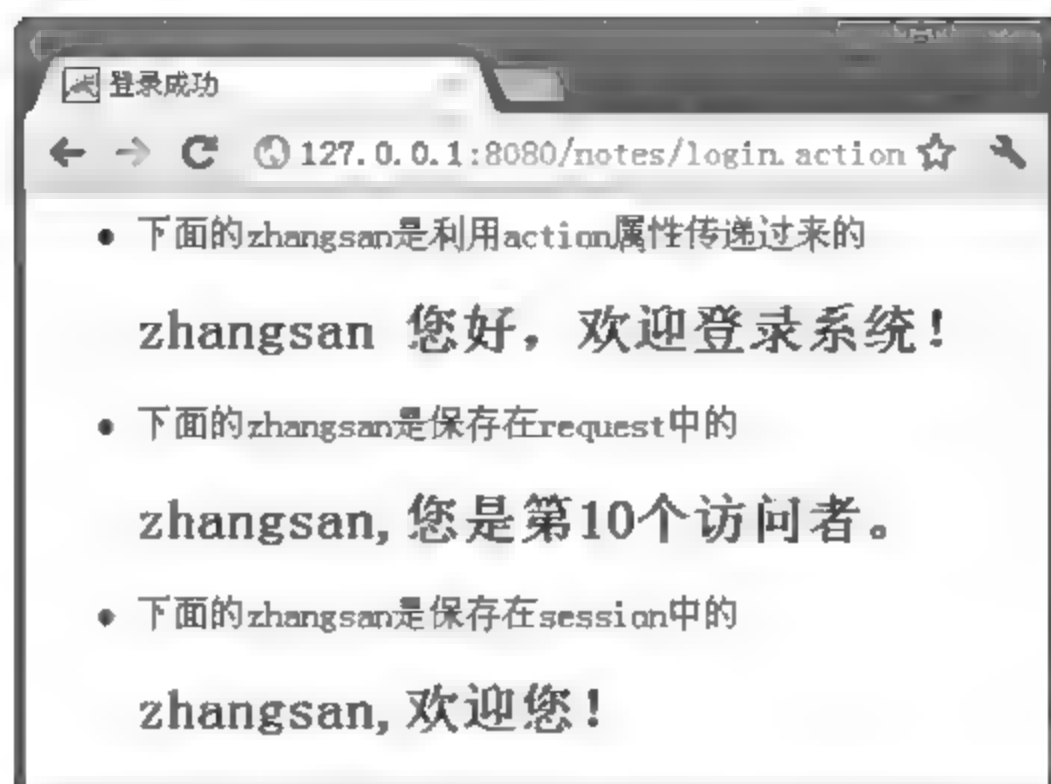 登录成功
127.0.0.1:8080/notes/login.action
下面的zhangsan是利用action属性传递过来的
zhangsan 您好，欢迎登录系统！
下面的zhangsan是保存在request中的
zhangsan,您是第10个访问者。
下面的zhangsan是保存在session中的
zhangsan,欢迎您！